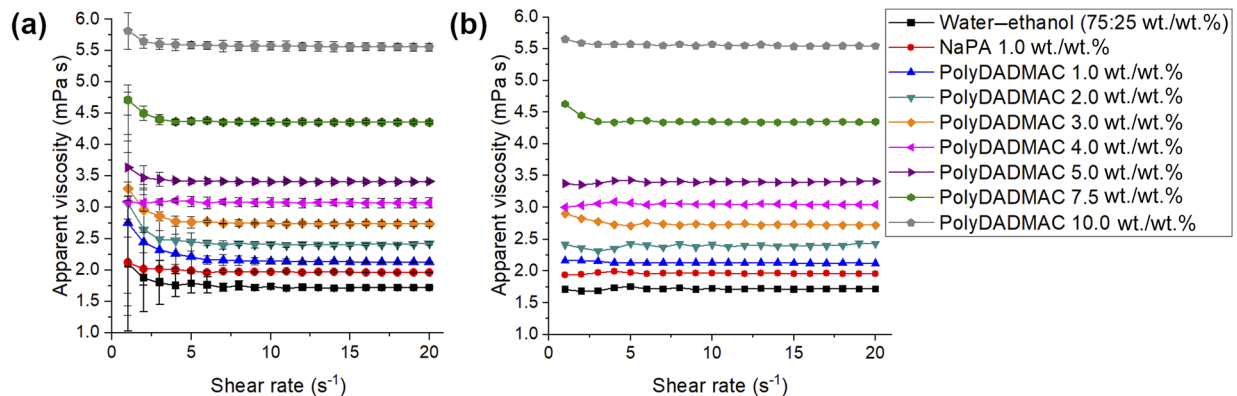 (a)
6.0
5.5
5.0
4.5
4.0
3.5
3.0
2.5
2.0
1.5
1.0
Apparent viscosity (mPa s)
0
5
10
15
20
Shear rate (s⁻¹)
(b)
6.0
5.5
5.0
4.5
4.0
3.5
3.0
2.5
2.0
1.5
1.0
Apparent viscosity (mPa s)
0
5
10
15
20
Shear rate (s⁻¹)
Water–ethanol (75:25 wt./wt.%)
NaPA 1.0 wt./wt.%
PolyDADMAC 1.0 wt./wt.%
PolyDADMAC 2.0 wt./wt.%
PolyDADMAC 3.0 wt./wt.%
PolyDADMAC 4.0 wt./wt.%
PolyDADMAC 5.0 wt./wt.%
PolyDADMAC 7.5 wt./wt.%
PolyDADMAC 10.0 wt./wt.%